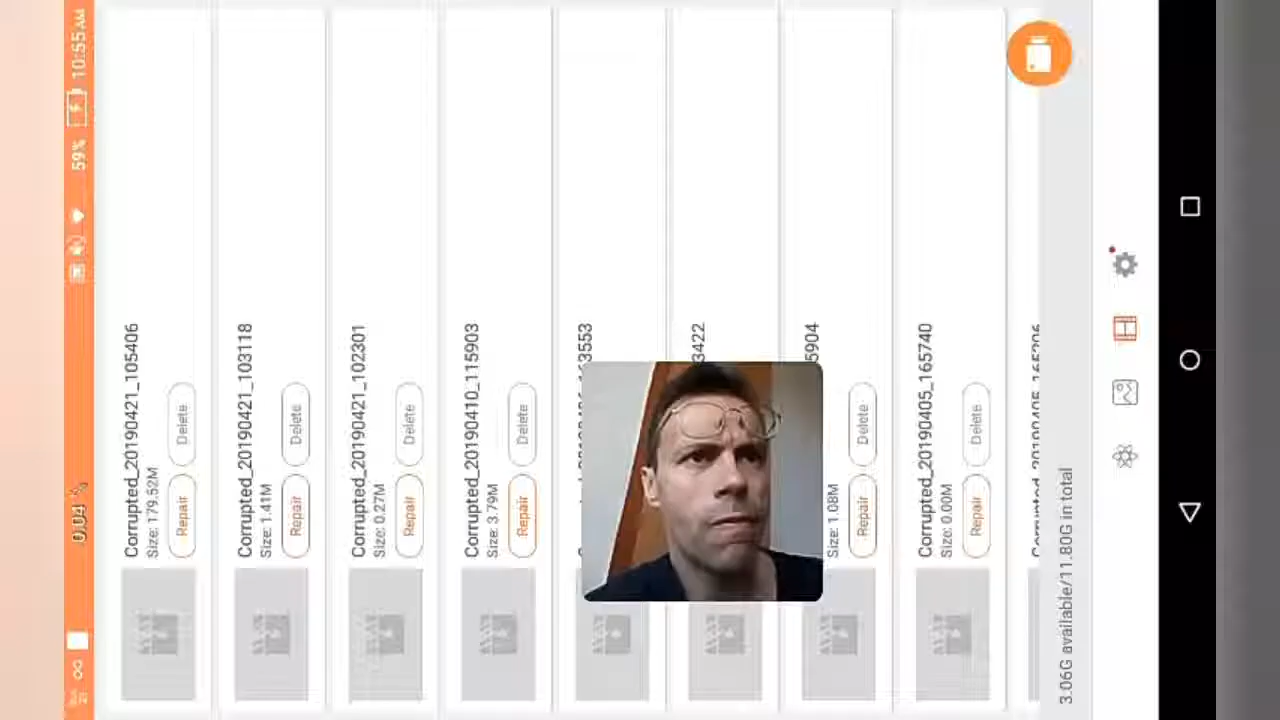 0:04
59%
10:55 AM
Corrupted_20190421_105406
Size: 179.52M
Repair
Delete
Corrupted_20190421_103118
Size: 1.41M
Repair
Delete
Corrupted_20190421_102301
Size: 0.27M
Repair
Delete
Corrupted_20190410_115903
Size: 3.79M
Repair
Delete
3553
3422
5904
Size: 1.08M
Repair
Delete
Corrupted_20190405_165740
Size: 0.00M
Repair
Delete
3.06G available/11.80G in total